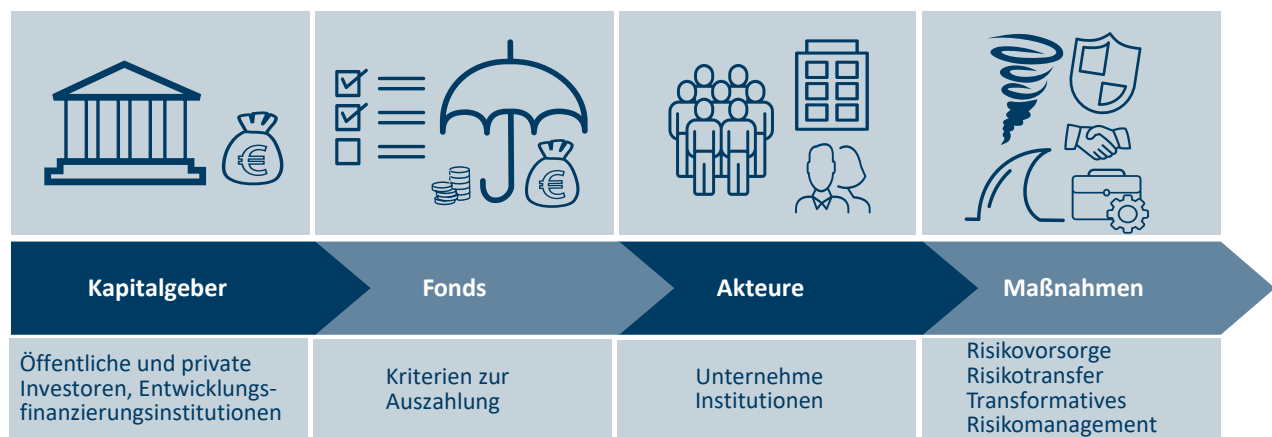 Kapitalgeber
Fonds
Akteure
Maßnahmen
Öffentliche und private
Investoren, Entwicklungs-
finanzierungsinstitutionen
Kriterien zur
Auszahlung
Unternehme
Institutionen
Risikovorsorge
Risikotransfer
Transformatives
Risikomanagement